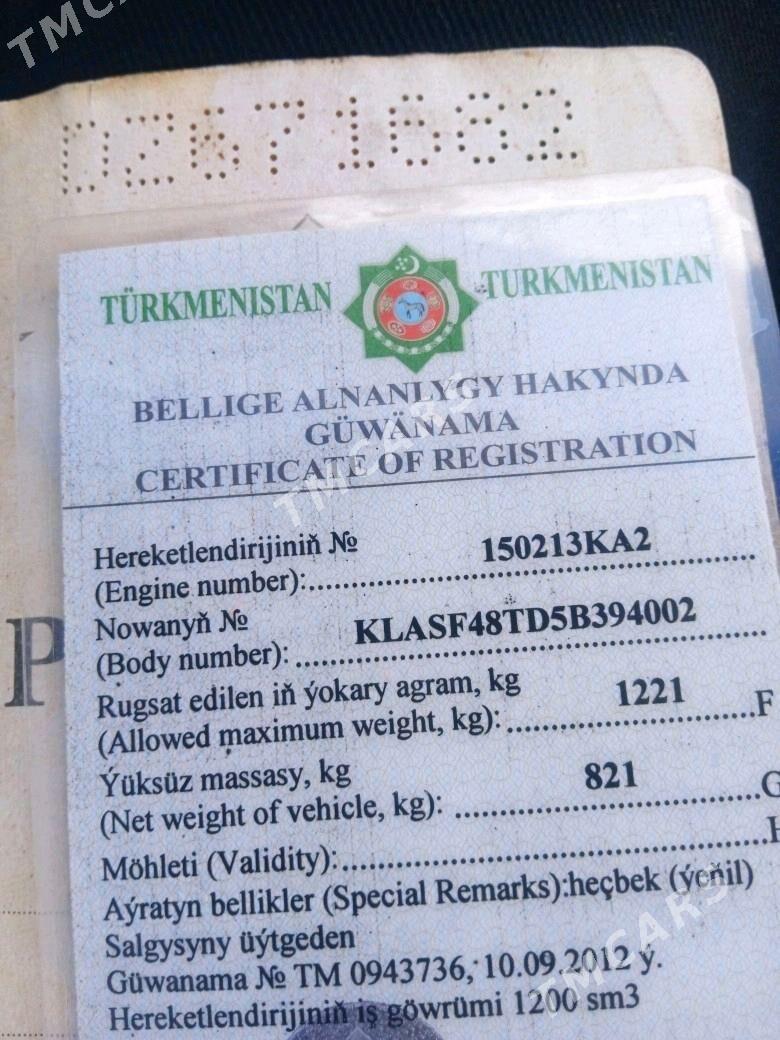 TMCARS
DZ671662
TÜRKMENISTAN TURKMENISTAN
BELLIGE ALNANLYGY HAKYNDA
GÜWÄNAMA
CERTIFICATE OF REGISTRATION
TMCARS
Hereketlendirijiniň № 150213KA2
(Engine number):
Nowanyň № KLASF48TD5B394002
(Body number):
Rugsat edilen iň ýokary agram, kg 1221
(Allowed maximum weight, kg): F
P
Ýüksüz massasy, kg 821
(Net weight of vehicle, kg): G
Möhleti (Validity): H
Aýratyn bellikler (Special Remarks):heçbek (ýeňil)
Salgysyny üýtgeden
Güwanama № TM 0943736, 10.09.2012 ý.
Hereketlendirijiniň iş göwrümi 1200 sm3
TMCARS